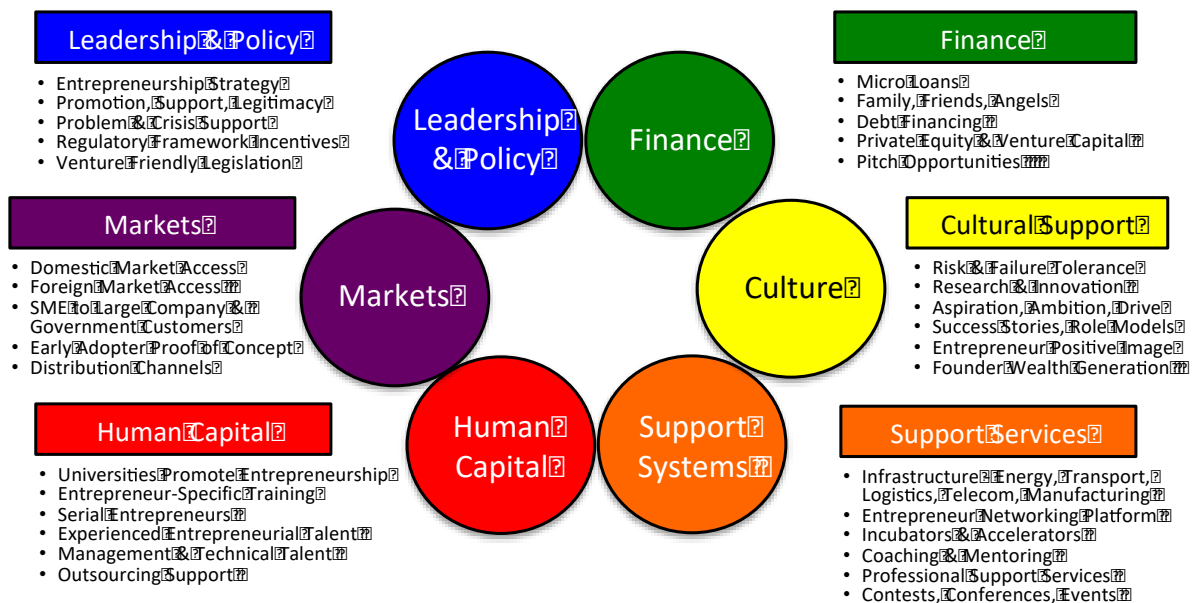 Leadership & Policy
• Entrepreneurship Strategy
• Promotion, Support, Legitimacy
• Problem & Crisis Support
• Regulatory Framework Incentives
• Venture Friendly Legislation
Markets
• Domestic Market Access
• Foreign Market Access
• SME to Large Company &
Government Customers
• Early Adopter Proof of Concept
• Distribution Channels
Human Capital
• Universities Promote Entrepreneurship
• Entrepreneur-Specific Training
• Serial Entrepreneurs
• Experienced Entrepreneurial Talent
• Management & Technical Talent
• Outsourcing Support
Leadership
& Policy
Finance
Markets
Culture
Human
Capital
Support
Systems
Finance
• Micro Loans
• Family, Friends, Angels
• Debt Financing
• Private Equity & Venture Capital
• Pitch Opportunities
Cultural Support
• Risk & Failure Tolerance
• Research & Innovation
• Aspiration, Ambition, Drive
• Success Stories, Role Models
• Entrepreneur Positive Image
• Founder Wealth Generation
Support Services
• Infrastructure - Energy, Transport,
Logistics, Telecom, Manufacturing
• Entrepreneur Networking Platform
• Incubators & Accelerators
• Coaching & Mentoring
• Professional Support Services
• Contests, Conferences, Events